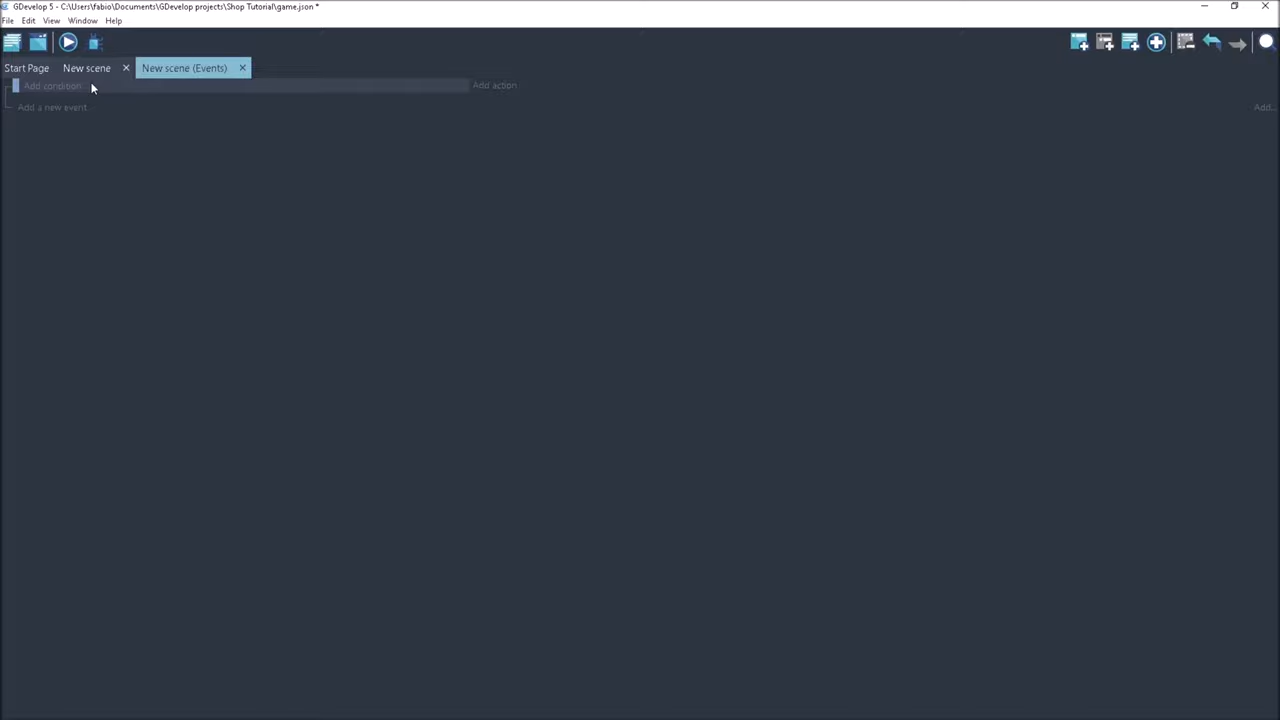 GDevelop 5 - C:\Users\fabio\Documents\GDevelop projects\Shop Tutorial\game.json *
File Edit View Window Help
Start Page New scene × New scene (Events) ×
Add condition Add action
Add a new event Add...